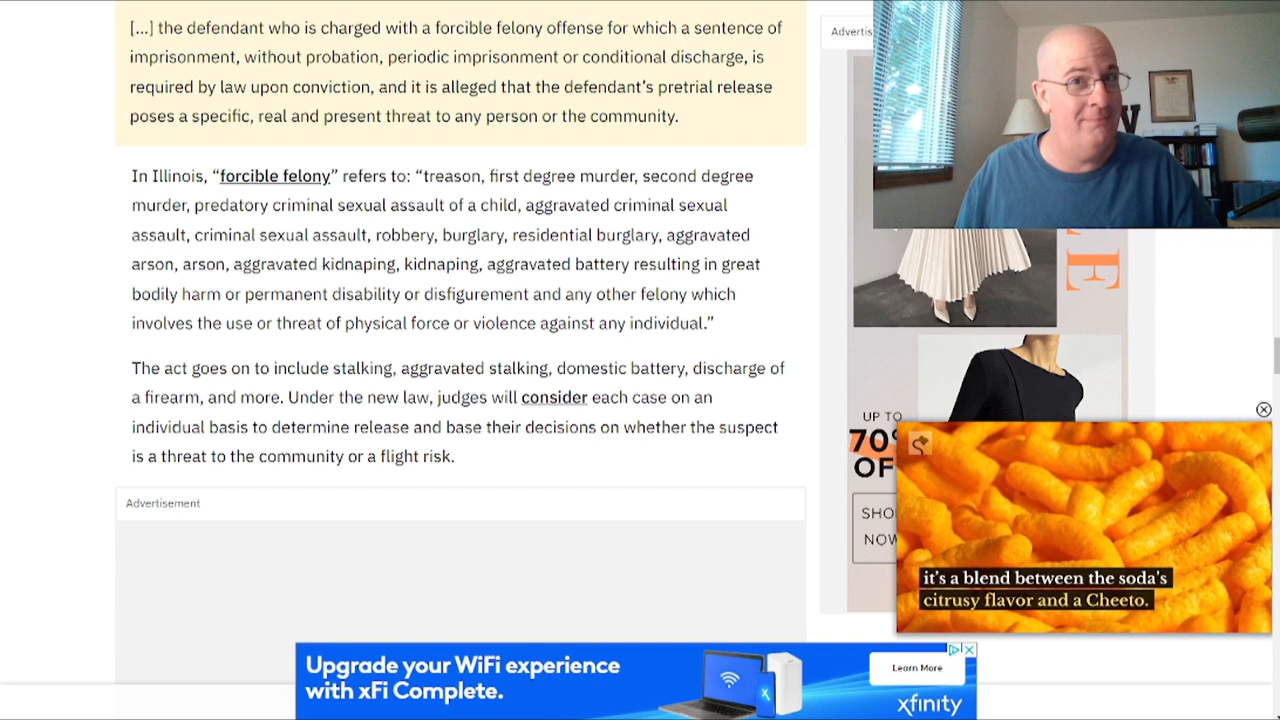 [...] the defendant who is charged with a forcible felony offense for which a sentence of
imprisonment, without probation, periodic imprisonment or conditional discharge, is
required by law upon conviction, and it is alleged that the defendant's pretrial release
poses a specific, real and present threat to any person or the community.
In Illinois, “forcible felony” refers to: “treason, first degree murder, second degree
murder, predatory criminal sexual assault of a child, aggravated criminal sexual
assault, criminal sexual assault, robbery, burglary, residential burglary, aggravated
arson, arson, aggravated kidnaping, kidnaping, aggravated battery resulting in great
bodily harm or permanent disability or disfigurement and any other felony which
involves the use or threat of physical force or violence against any individual.”
The act goes on to include stalking, aggravated stalking, domestic battery, discharge of
a firearm, and more. Under the new law, judges will consider each case on an
individual basis to determine release and base their decisions on whether the suspect
is a threat to the community or a flight risk.
Advertisement
Advertis
E
UP TO
70%
OF
SHO
NOW
it's a blend between the soda's
citrusy flavor and a Cheeto.
Upgrade your WiFi experience
with xFi Complete.
Learn More
xfinity